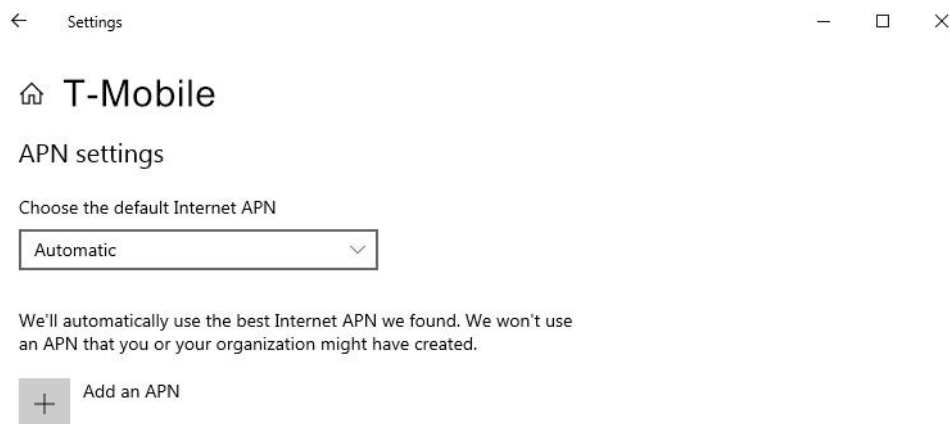 Settings
T-Mobile
APN settings
Choose the default Internet APN
Automatic
We'll automatically use the best Internet APN we found. We won't use
an APN that you or your organization might have created.
Add an APN